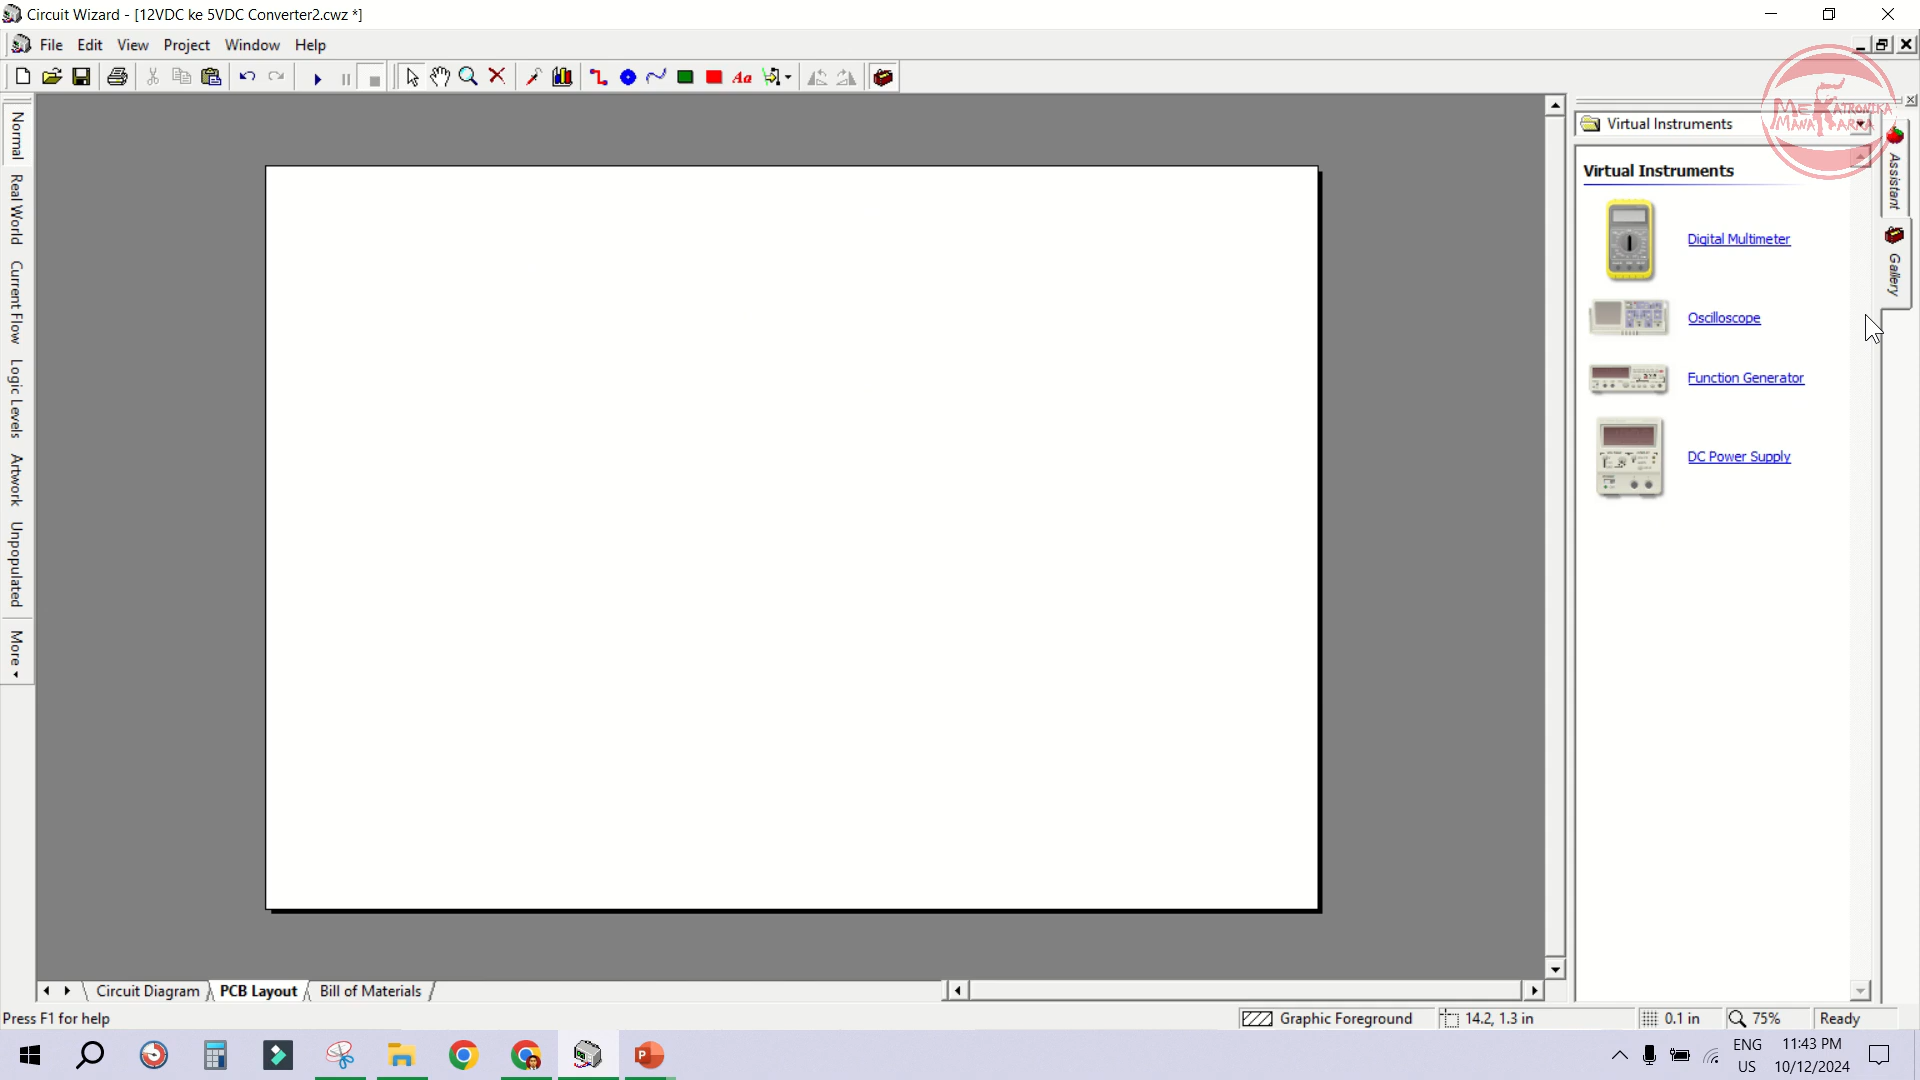 Circuit Wizard - [12VDC ke 5VDC Converter2.cwz *]
File Edit View Project Window Help
Aa
Normal
Real World
Current Flow
Logic Levels
Artwork
Unpopulated
More
Virtual Instruments
MEKATRONIKA
MANAKARRA
Assistant
Gallery
Virtual Instruments
Digital Multimeter
Oscilloscope
Function Generator
DC Power Supply
Circuit Diagram PCB Layout Bill of Materials
Press F1 for help
Graphic Foreground 14.2, 1.3 in 0.1 in 75% Ready
ENG 11:43 PM
US 10/12/2024